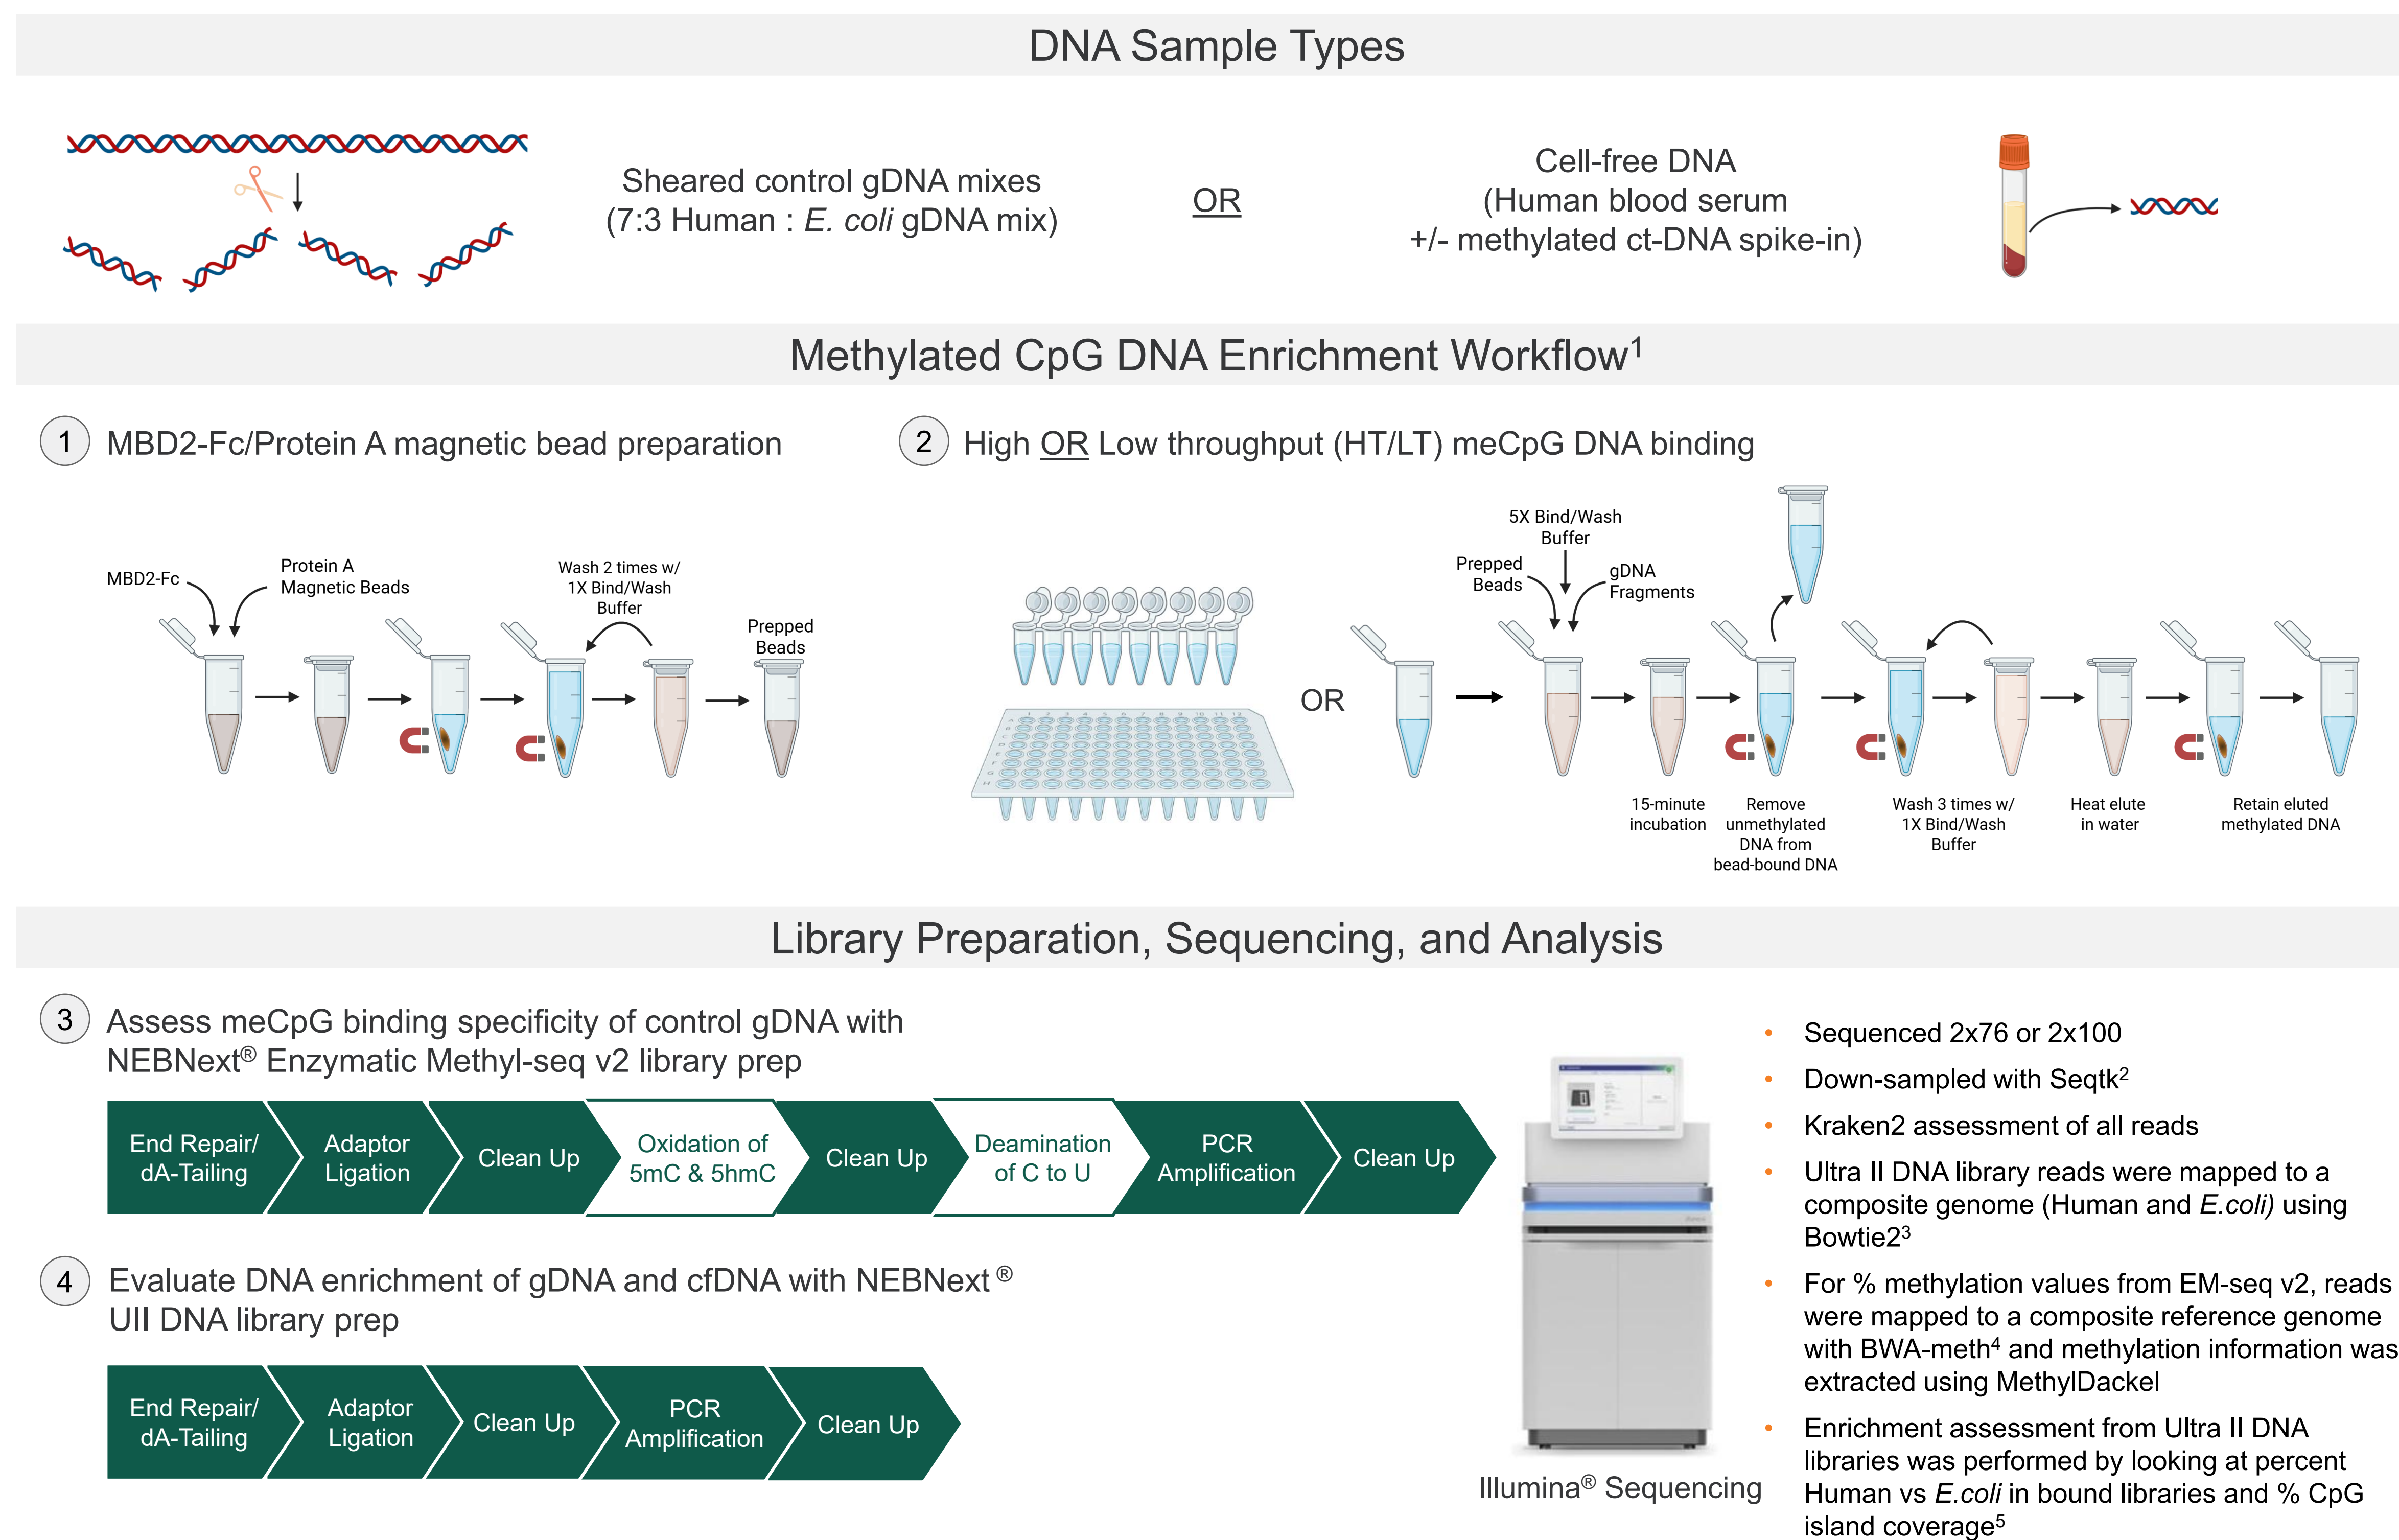 DNA Sample Types
Sheared control gDNA mixes
(7:3 Human : E. coli gDNA mix)
OR
Cell-free DNA
(Human blood serum
+/- methylated ct-DNA spike-in)
Methylated CpG DNA Enrichment Workflow¹
1 MBD2-Fc/Protein A magnetic bead preparation
MBD2-Fc
Protein A
Magnetic Beads
Wash 2 times w/
1X Bind/Wash
Buffer
Prepped
Beads
2 High OR Low throughput (HT/LT) meCpG DNA binding
1 2 3 4 5 6 7 8 9 10 11 12
A
B
C
D
E
F
G
H
OR
Prepped
Beads
5X Bind/Wash
Buffer
gDNA
Fragments
15-minute
incubation
Remove
unmethylated
DNA from
bead-bound DNA
Wash 3 times w/
1X Bind/Wash
Buffer
Heat elute
in water
Retain eluted
methylated DNA
Library Preparation, Sequencing, and Analysis
3 Assess meCpG binding specificity of control gDNA with
NEBNext® Enzymatic Methyl-seq v2 library prep
End Repair/
dA-Tailing
Adaptor
Ligation
Clean Up
Oxidation of
5mC & 5hmC
Clean Up
Deamination
of C to U
PCR
Amplification
Clean Up
4 Evaluate DNA enrichment of gDNA and cfDNA with NEBNext ®
UII DNA library prep
End Repair/
dA-Tailing
Adaptor
Ligation
Clean Up
PCR
Amplification
Clean Up
Illumina® Sequencing
• Sequenced 2x76 or 2x100
• Down-sampled with Seqtk²
• Kraken2 assessment of all reads
• Ultra II DNA library reads were mapped to a
composite genome (Human and E.coli) using
Bowtie2³
• For % methylation values from EM-seq v2, reads
were mapped to a composite reference genome
with BWA-meth⁴ and methylation information was
extracted using MethylDackel
• Enrichment assessment from Ultra II DNA
libraries was performed by looking at percent
Human vs E.coli in bound libraries and % CpG
island coverage⁵